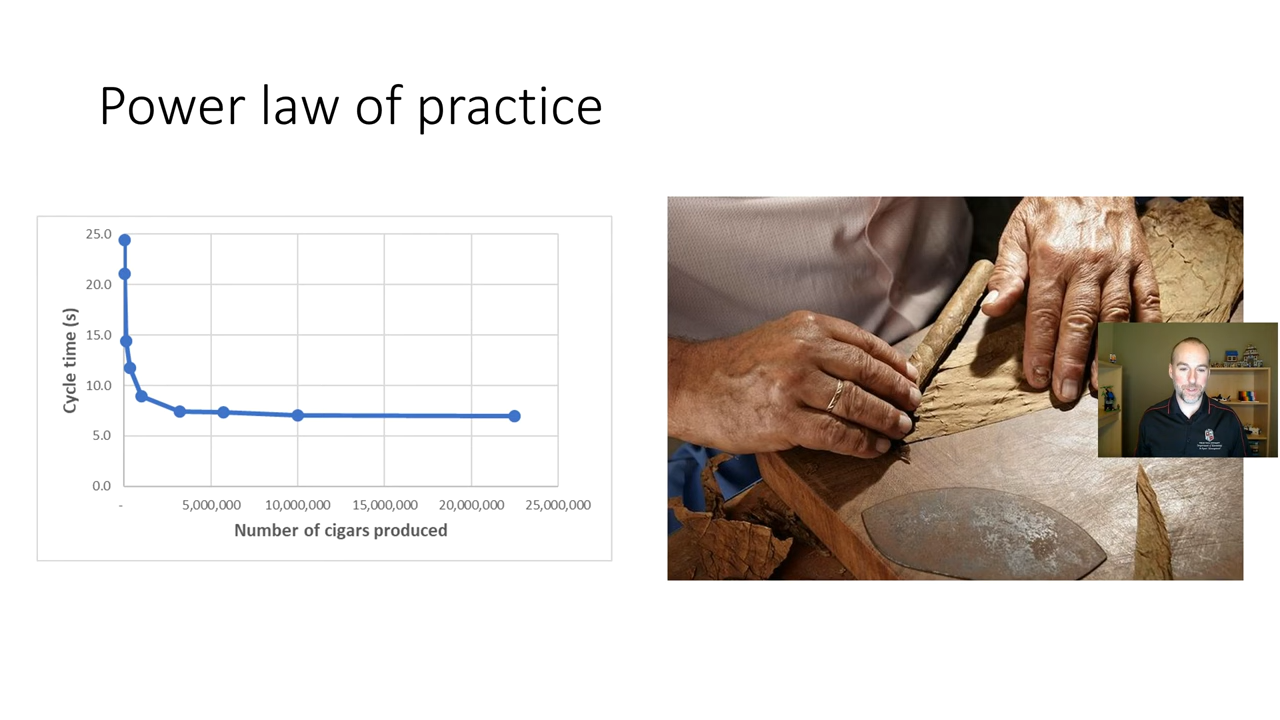 Power law of practice
25.0
20.0
15.0
10.0
5.0
0.0
Cycle time (s)
- 5,000,000 10,000,000 15,000,000 20,000,000 25,000,000
Number of cigars produced